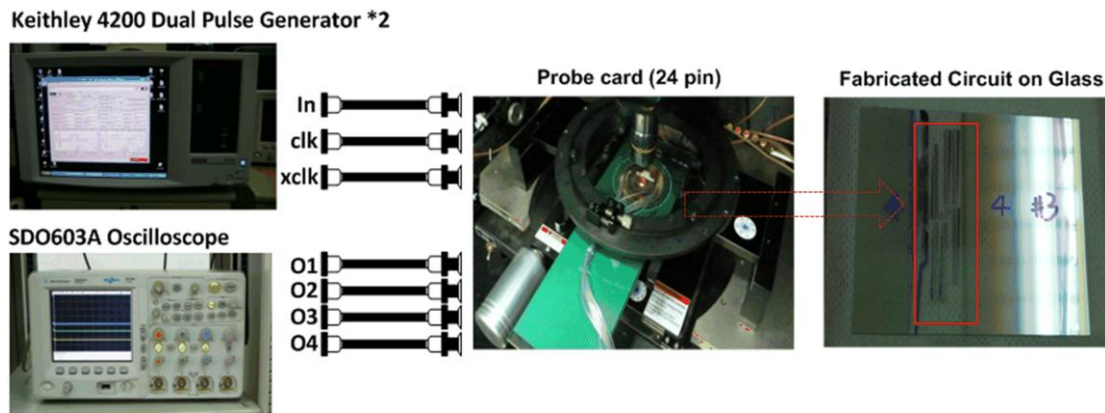 Keithley 4200 Dual Pulse Generator *2
In
clk
xclk
SDO603A Oscilloscope
O1
O2
O3
O4
Probe card (24 pin)
Fabricated Circuit on Glass
4 #3